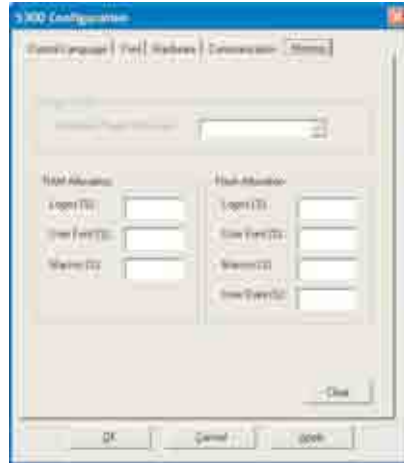 5300 Configuration
Control Language
Font
Hardware
Communication
Memory
RAM Allocation
Logos (%):
User Font (%):
Macros (%):
Flash Allocation
Logos (%):
User Font (%):
Macros (%):
User Data (%):
Clear
OK
Cancel
Apply